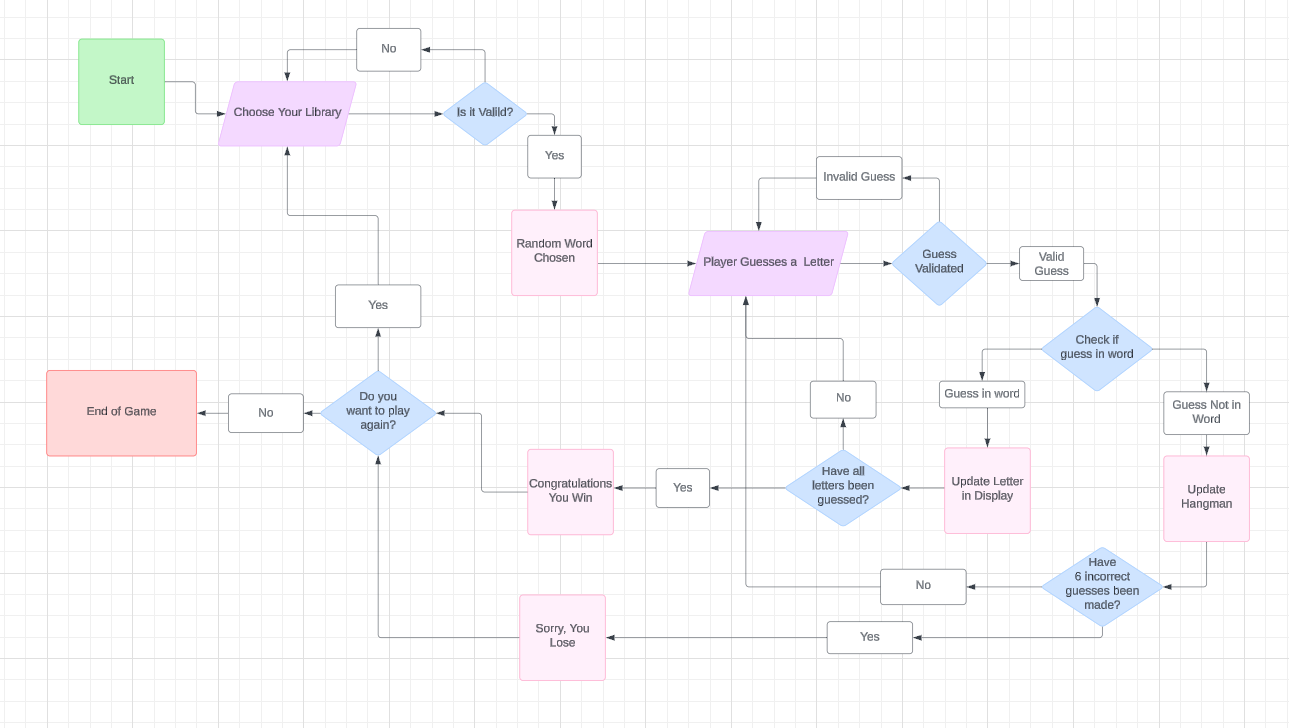 No
Start
Choose Your Library
Is it Valild?
Yes
Invalid Guess
Random Word
Chosen
Player Guesses a  Letter
Guess
Validated
Valid
Guess
Yes
Check if
guess in word
End of Game
No
Do you
want to play
again?
No
Guess in word
Guess Not in
Word
Congratulations
You Win
Yes
Have all
letters been
guessed?
Update Letter
in Display
Update
Hangman
No
Have
6 incorrect
guesses been
made?
Sorry, You
Lose
Yes